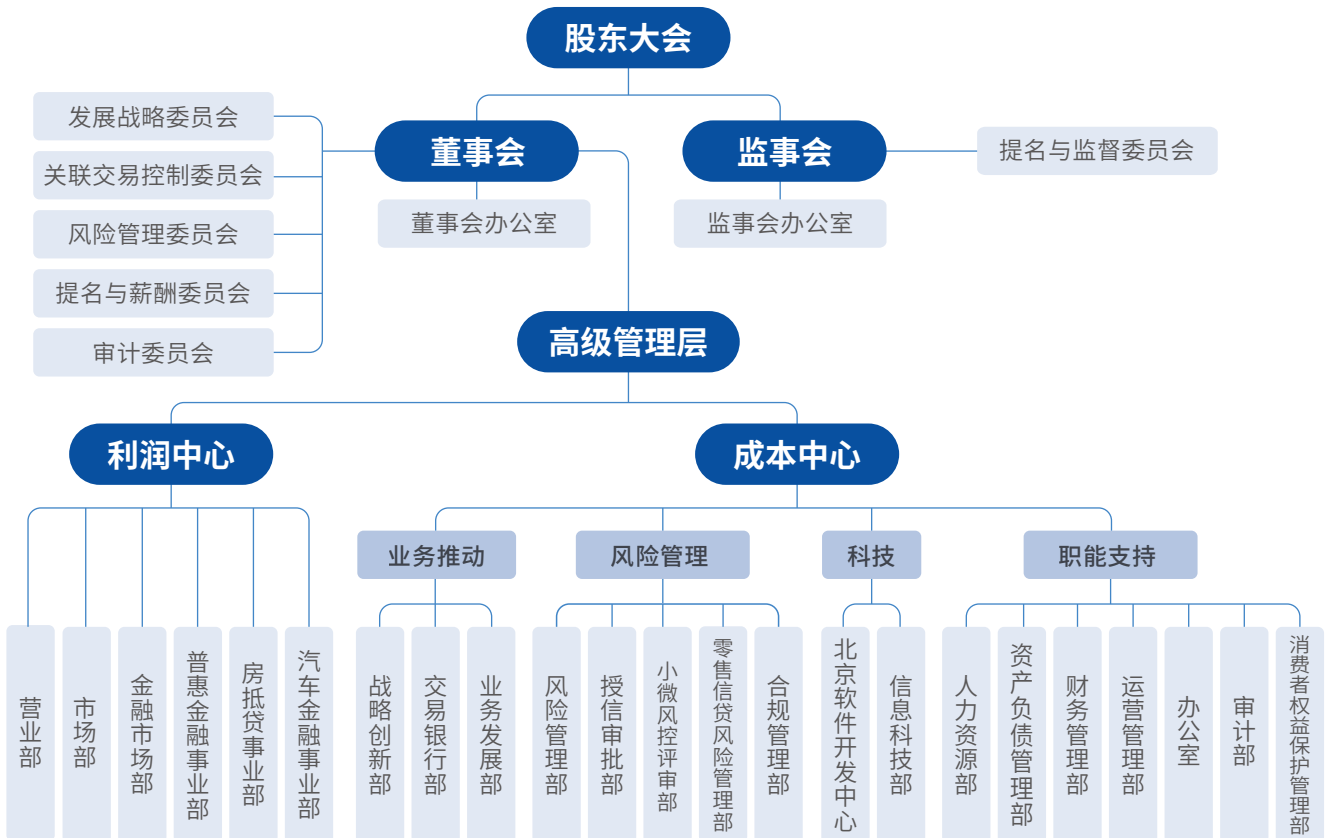 股东大会
发展战略委员会
关联交易控制委员会
风险管理委员会
提名与薪酬委员会
审计委员会
董事会
董事会办公室
监事会
监事会办公室
提名与监督委员会
高级管理层
利润中心
成本中心
业务推动
风险管理
科技
职能支持
营业部
市场部
金融市场部
普惠金融事业部
房抵贷事业部
汽车金融事业部
战略创新部
交易银行部
业务发展部
风险管理部
授信审批部
小微风控评审部
零售信贷风险管理部
合规管理部
北京软件开发中心
信息科技部
人力资源部
资产负债管理部
财务管理部
运营管理部
办公室
审计部
消费者权益保护管理部